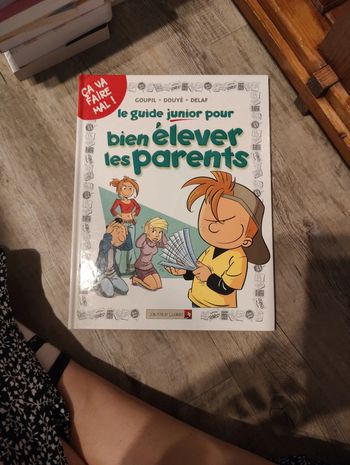 ÇA VA
FAIRE
MAL !
GOUPIL • DOUYÉ • DELAF
le guide junior pour
bien élever
les parents